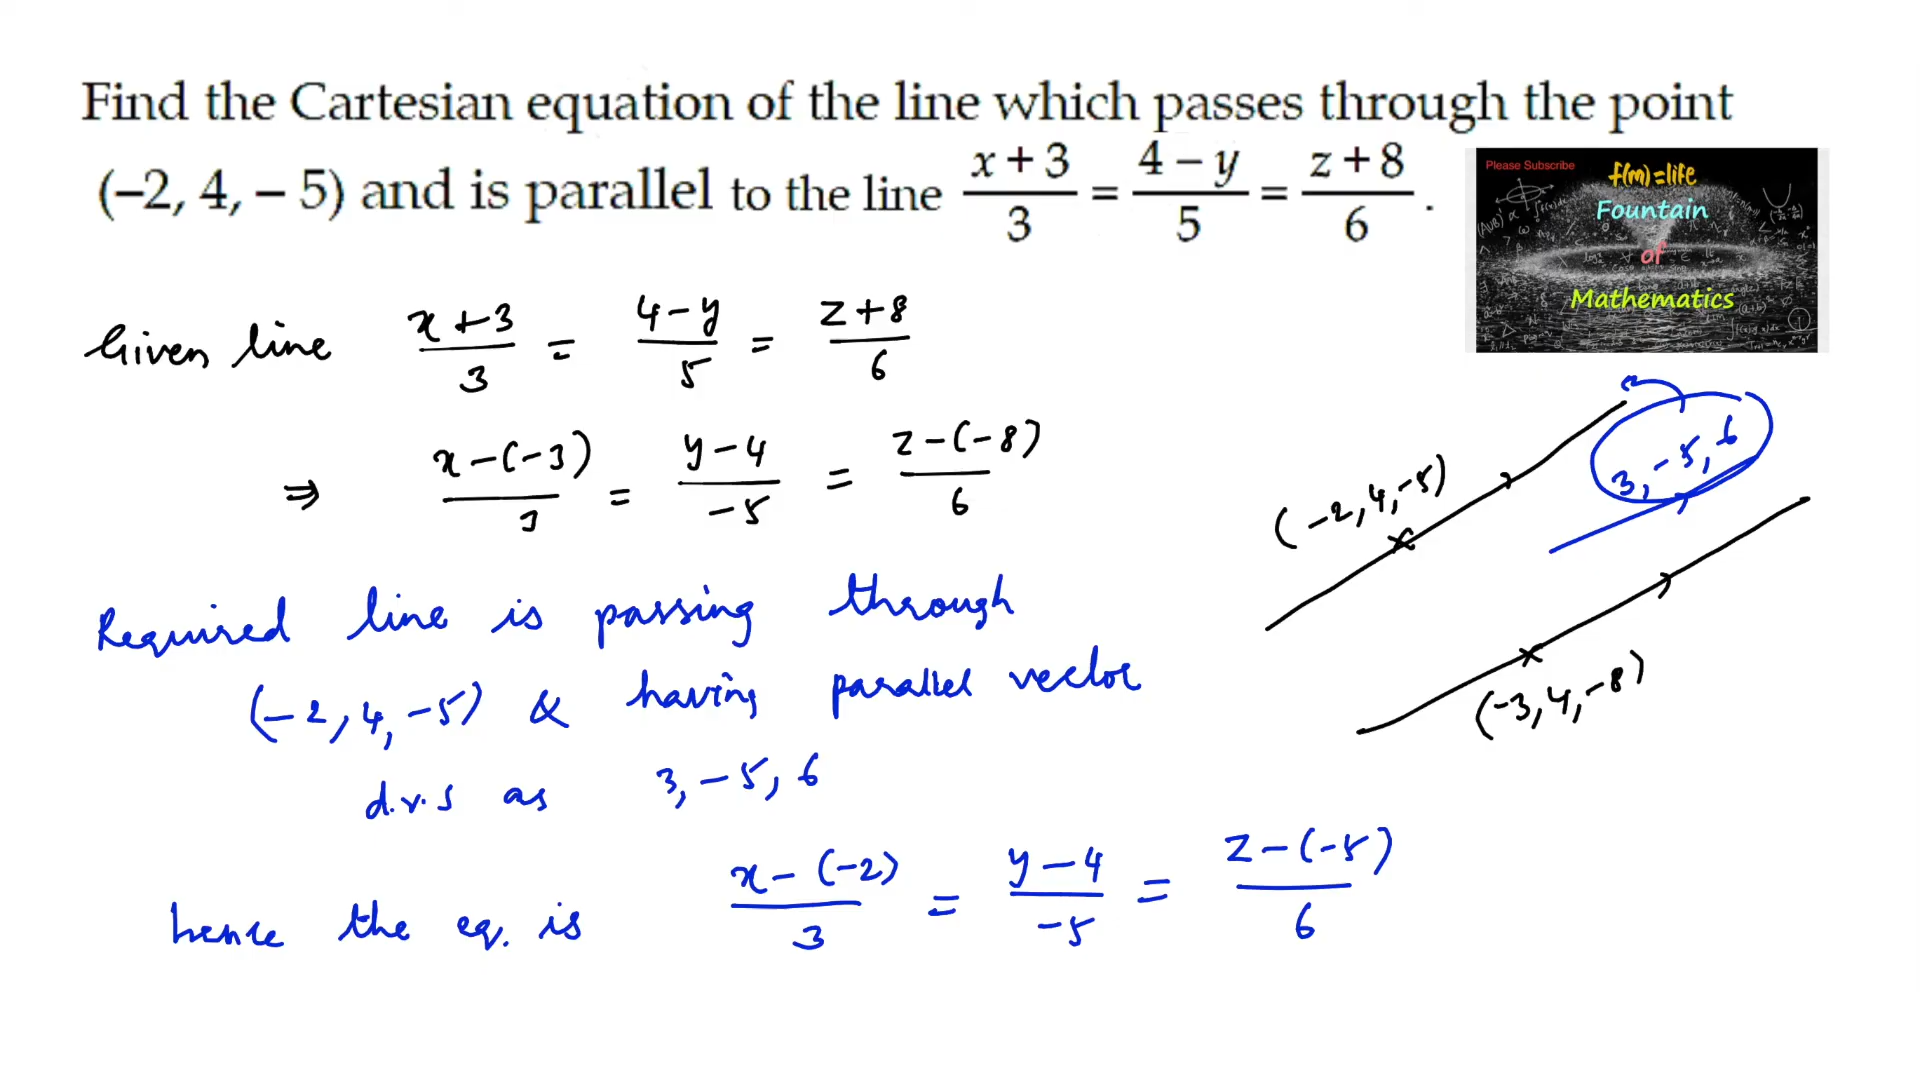 Find the Cartesian equation of the line which passes through the point
(–2, 4, – 5) and is parallel to the line (x + 3)/3 = (4 – y)/5 = (z + 8)/6 .
Please Subscribe
f(m)=life
Fountain
of
Mathematics
Given line (x+3)/3 = (4-y)/5 = (z+8)/6
⇒ (x-(-3))/3 = (y-4)/-5 = (z-(-8))/6
(-2,4,-5)
3,-5,6
(-3,4,-8)
Required line is passing through
(-2,4,-5) & having parallel vector
d.r.s as 3,-5,6
hence the eq. is (x-(-2))/3 = (y-4)/-5 = (z-(-5))/6